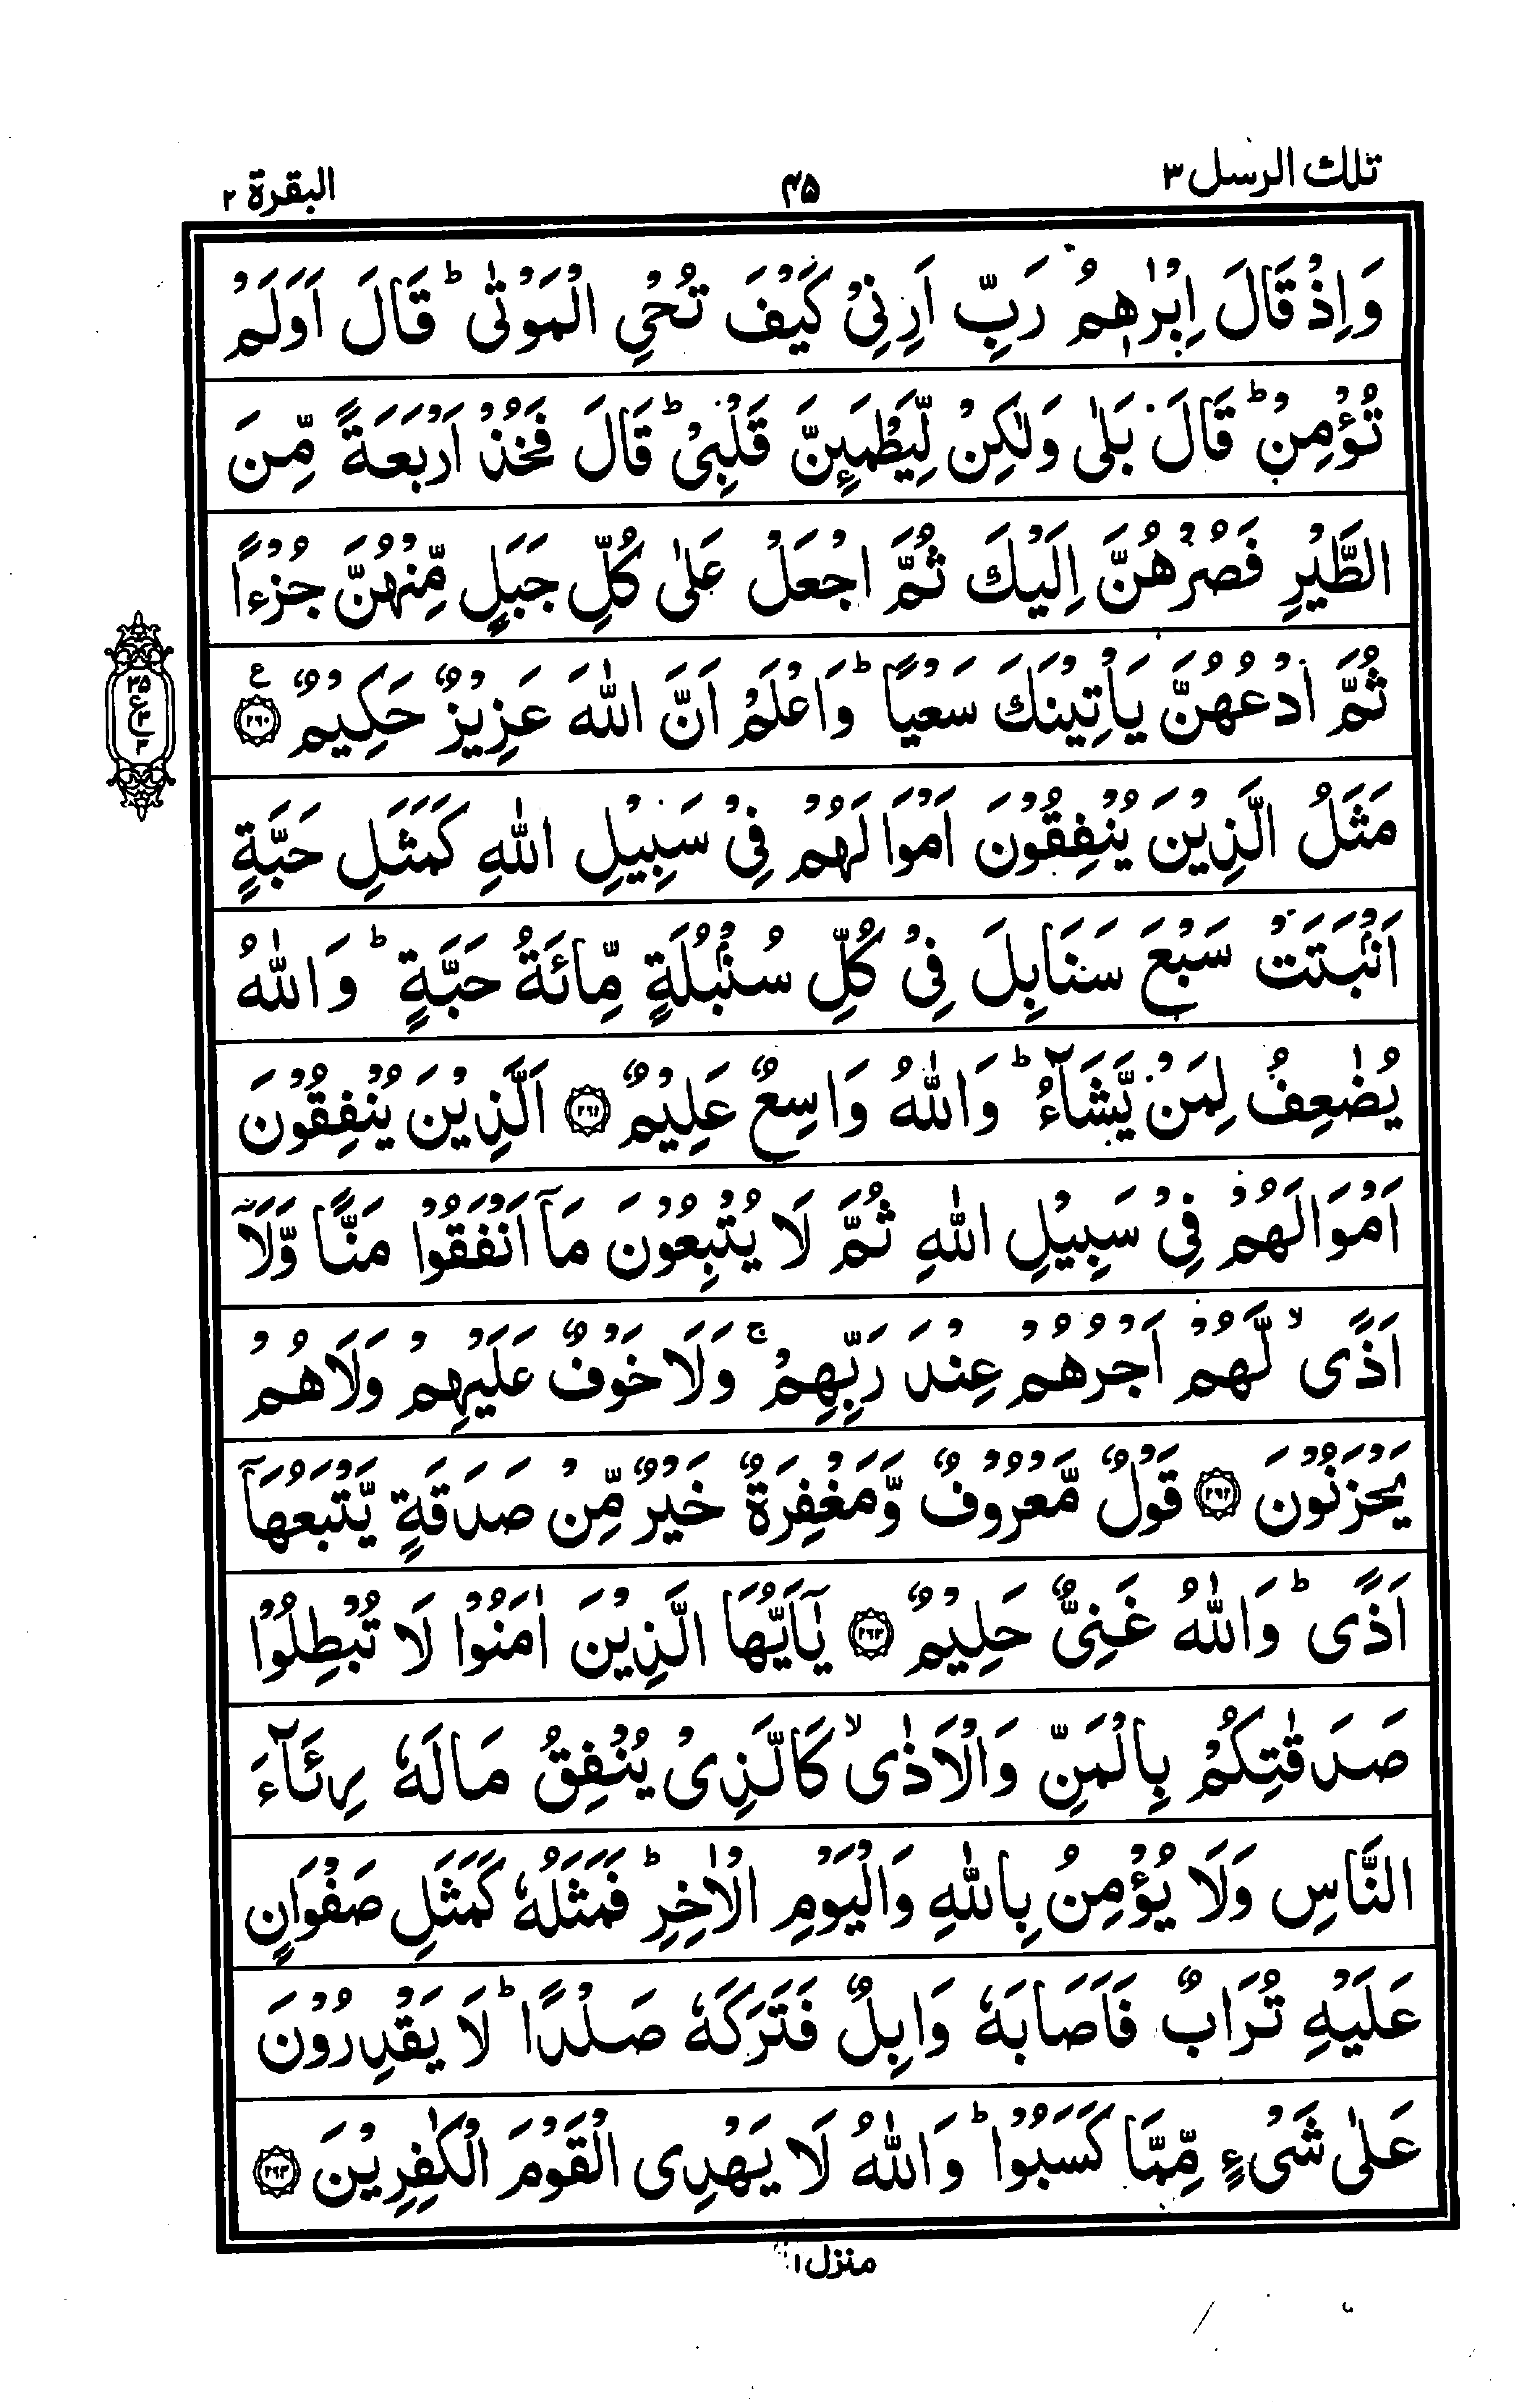 تلك الرسل ٣
۴۵
البقرة ٢
وَاِذْ قَالَ اِبْرٰهٖمُ رَبِّ اَرِنِیْ كَیْفَ تُحْیِ الْمَوْتٰی ؕ قَالَ اَوَلَمْ
تُؤْمِنْ ؕ قَالَ بَلٰی وَلٰكِنْ لِّیَطْمَىِٕنَّ قَلْبِیْ ؕ قَالَ فَخُذْ اَرْبَعَةً مِّنَ
الطَّیْرِ فَصُرْهُنَّ اِلَیْكَ ثُمَّ اجْعَلْ عَلٰی كُلِّ جَبَلٍ مِّنْهُنَّ جُزْءًا
ثُمَّ ادْعُهُنَّ یَاْتِیْنَكَ سَعْیًا ؕ وَاعْلَمْ اَنَّ اللّٰهَ عَزِیْزٌ حَكِیْمٌ ۝۲۶۰ ع
۳۵
ع ۳
۳
مَثَلُ الَّذِیْنَ یُنْفِقُوْنَ اَمْوَالَهُمْ فِیْ سَبِیْلِ اللّٰهِ كَمَثَلِ حَبَّةٍ
اَنْۢبَتَتْ سَبْعَ سَنَابِلَ فِیْ كُلِّ سُنْۢبُلَةٍ مِّائَةُ حَبَّةٍ ؕ وَاللّٰهُ
یُضٰعِفُ لِمَنْ یَّشَآءُ ؕ وَاللّٰهُ وَاسِعٌ عَلِیْمٌ ۝۲۶۱ اَلَّذِیْنَ یُنْفِقُوْنَ
اَمْوَالَهُمْ فِیْ سَبِیْلِ اللّٰهِ ثُمَّ لَا یُتْبِعُوْنَ مَاۤ اَنْفَقُوْا مَنًّا وَّلَاۤ
اَذًی ۙ لَّهُمْ اَجْرُهُمْ عِنْدَ رَبِّهِمْ ۚ وَلَا خَوْفٌ عَلَیْهِمْ وَلَا هُمْ
یَحْزَنُوْنَ ۝۲۶۲ قَوْلٌ مَّعْرُوْفٌ وَّمَغْفِرَةٌ خَیْرٌ مِّنْ صَدَقَةٍ یَّتْبَعُهَاۤ
اَذًی ؕ وَاللّٰهُ غَنِیٌّ حَلِیْمٌ ۝۲۶۳ یٰۤاَیُّهَا الَّذِیْنَ اٰمَنُوْا لَا تُبْطِلُوْا
صَدَقٰتِكُمْ بِالْمَنِّ وَالْاَذٰی ۙ كَالَّذِیْ یُنْفِقُ مَالَهٗ رِئَآءَ
النَّاسِ وَلَا یُؤْمِنُ بِاللّٰهِ وَالْیَوْمِ الْاٰخِرِ ؕ فَمَثَلُهٗ كَمَثَلِ صَفْوَانٍ
عَلَیْهِ تُرَابٌ فَاَصَابَهٗ وَابِلٌ فَتَرَكَهٗ صَلْدًا ؕ لَا یَقْدِرُوْنَ
عَلٰی شَیْءٍ مِّمَّا كَسَبُوْا ؕ وَاللّٰهُ لَا یَهْدِی الْقَوْمَ الْكٰفِرِیْنَ ۝۲۶۴
منزل ۱